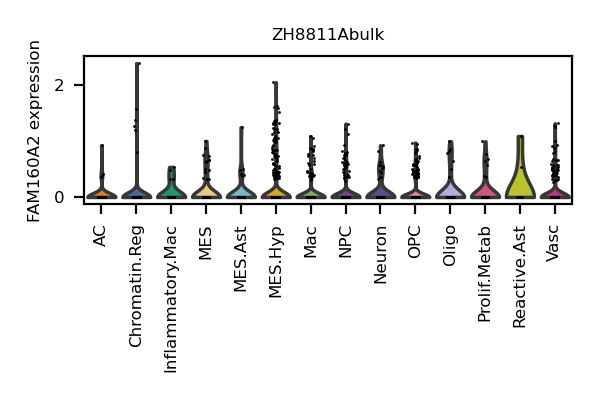 ZH8811Abulk
FAM160A2 expression
2
0
AC
Chromatin.Reg
Inflammatory.Mac
MES
MES.Ast
MES.Hyp
Mac
NPC
Neuron
OPC
Oligo
Prolif.Metab
Reactive.Ast
Vasc